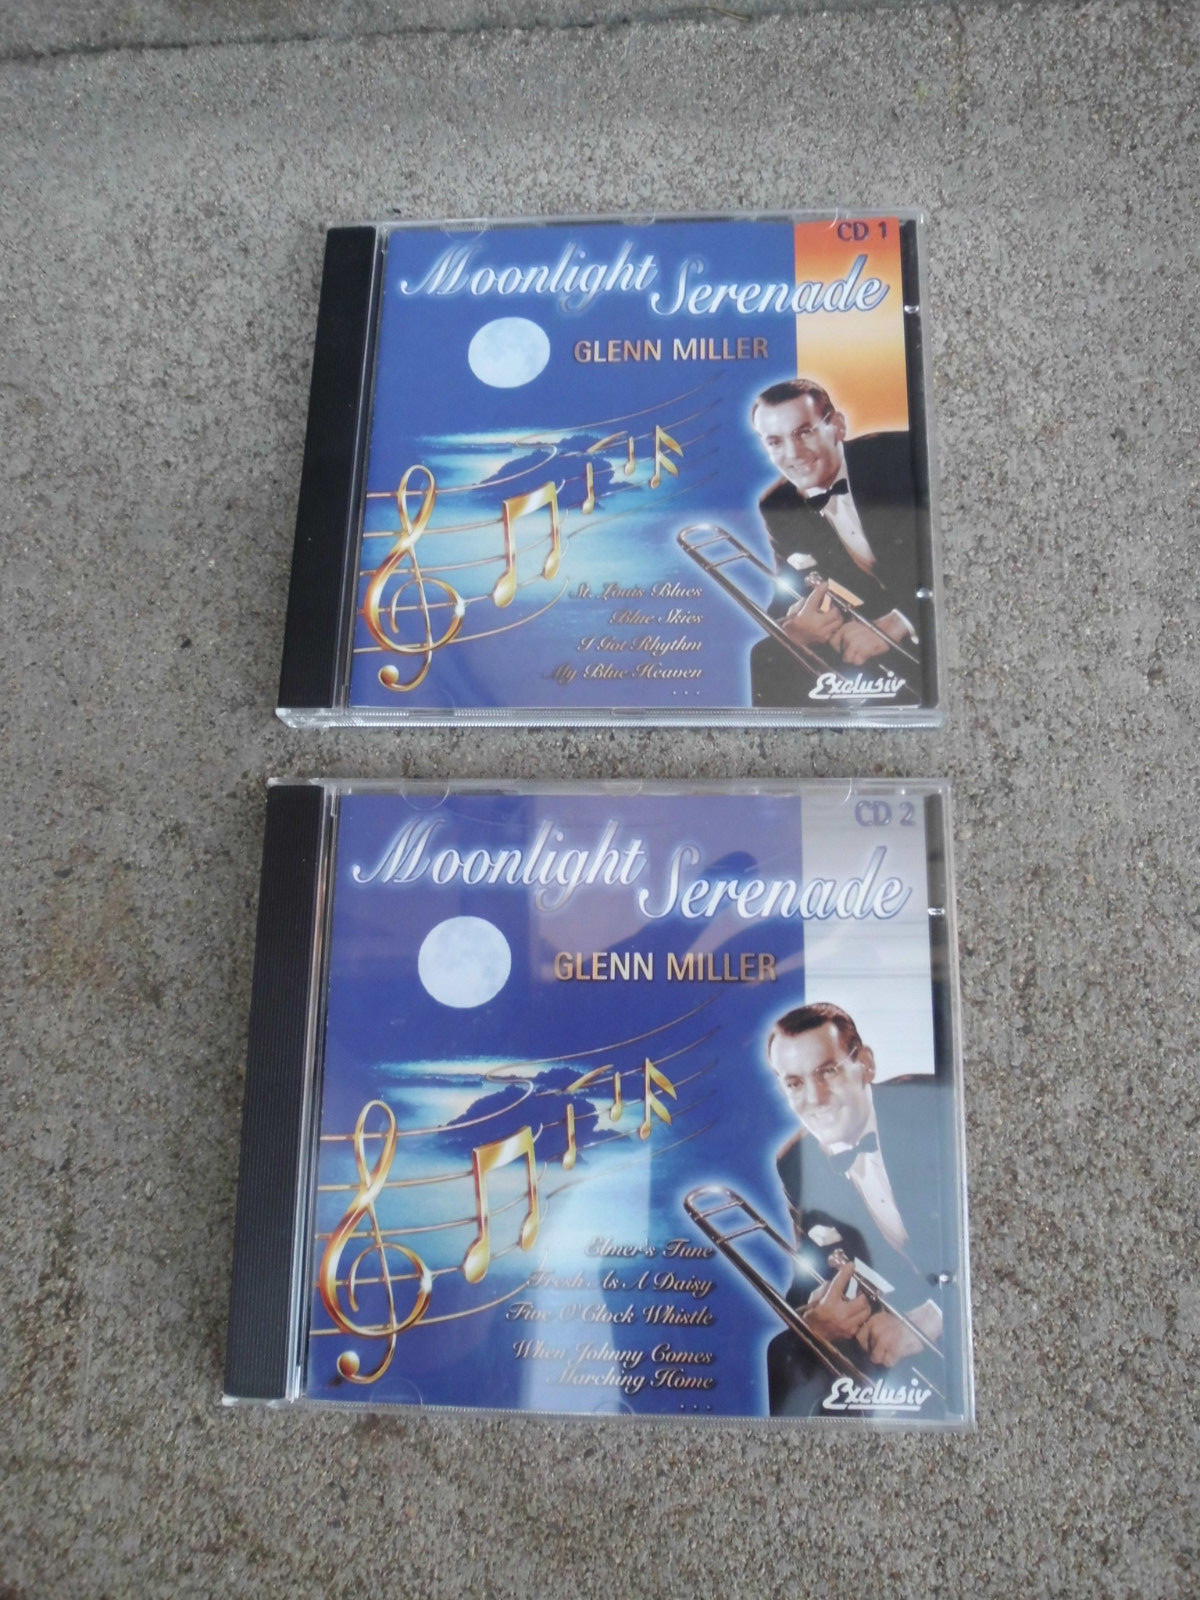 CD 1
Moonlight Serenade
GLENN MILLER
St. Louis Blues
Blue Skies
I Got Rhythm
My Blue Heaven
. . .
Exclusiv
CD 2
Moonlight Serenade
GLENN MILLER
Elmer's Tune
Fresh As A Daisy
Five O'Clock Whistle
When Johnny Comes
Marching Home
. . .
Exclusiv